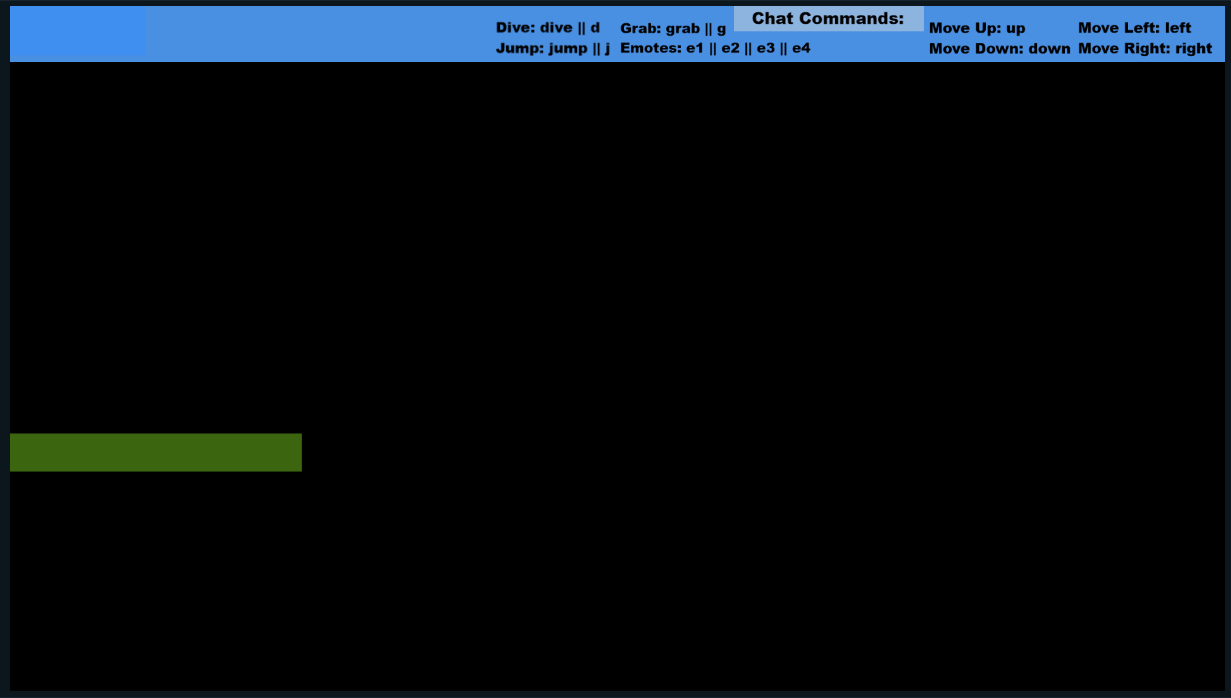 Chat Commands:
Dive: dive || d Grab: grab || g Move Up: up Move Left: left
Jump: jump || j Emotes: e1 || e2 || e3 || e4 Move Down: down Move Right: right